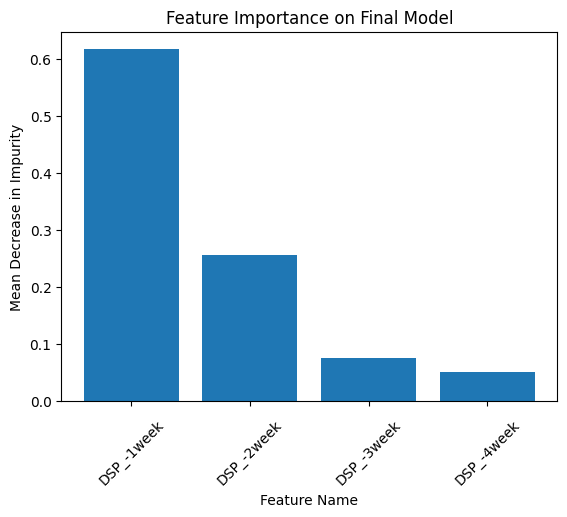 Feature Importance on Final Model
Mean Decrease in Impurity
0.6
0.5
0.4
0.3
0.2
0.1
0.0
DSP_-1week
DSP_-2week
DSP_-3week
DSP_-4week
Feature Name